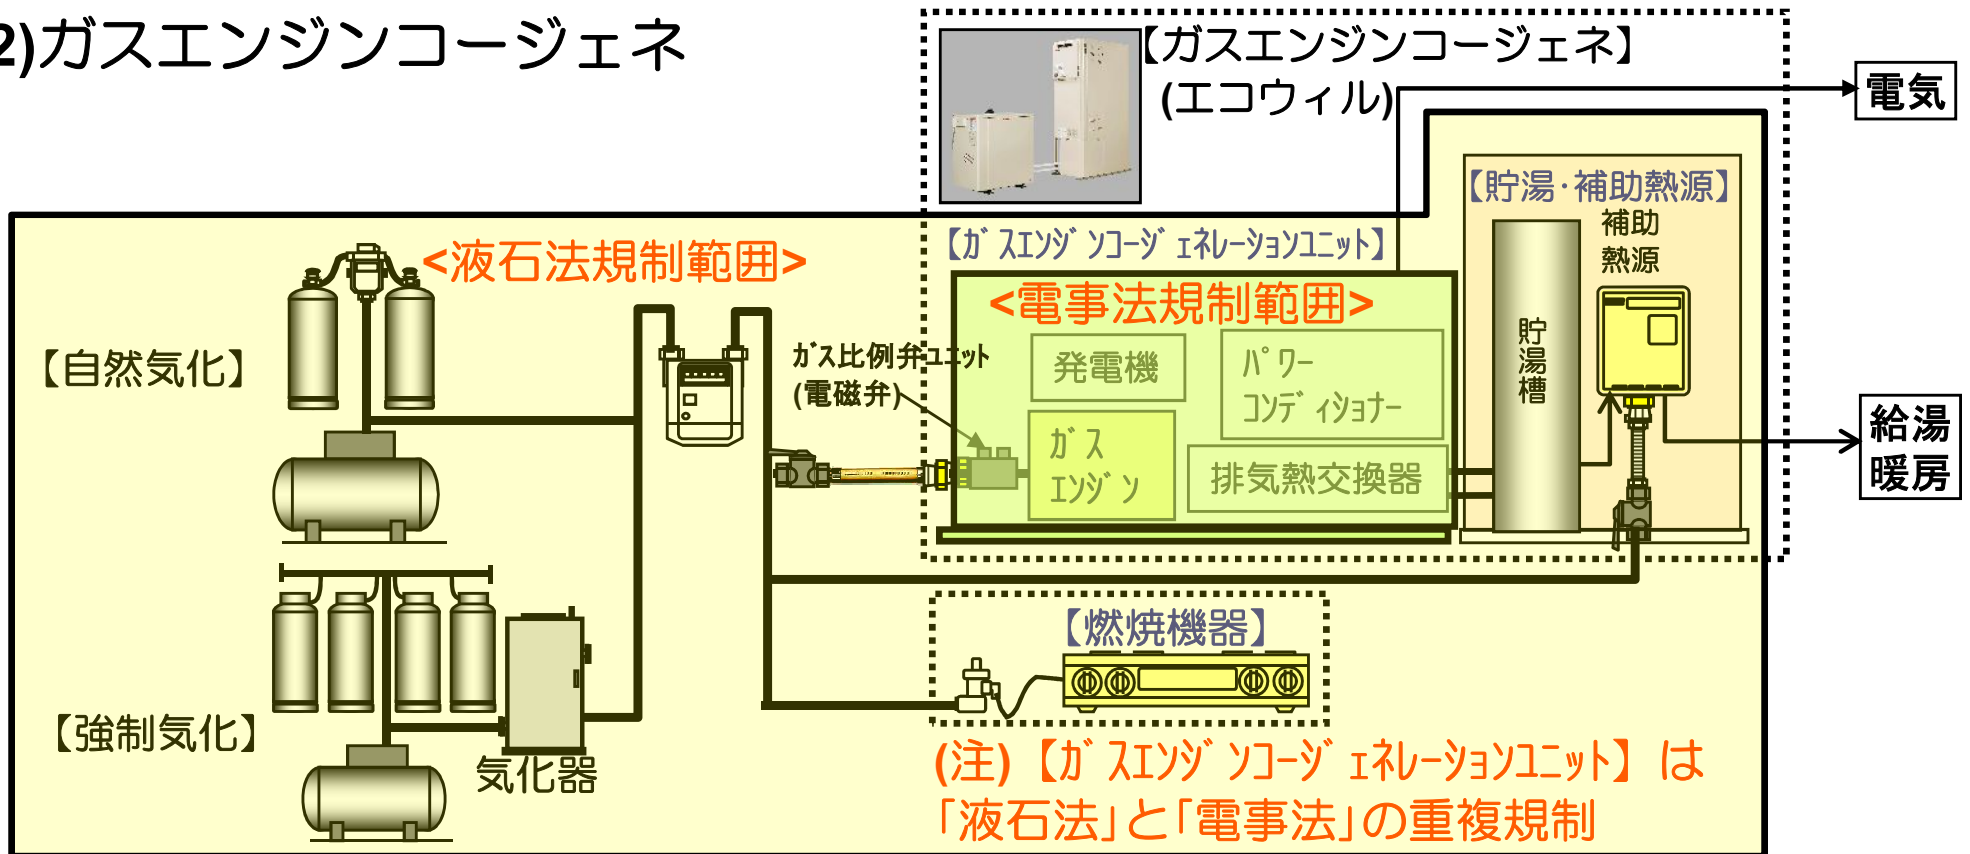 2)ガスエンジンコージェネ
【ガスエンジンコージェネ】
(エコウィル)
電気
【貯湯・補助熱源】
補助
熱源
<液石法規制範囲>
【ガスエンジンコージェネレーションユニット】
<電事法規制範囲>
【自然気化】
ガス比例弁ユニット
(電磁弁)
発電機
パワー
コンディショナー
貯湯槽
ガス
エンジン
排気熱交換器
給湯
暖房
【燃焼機器】
【強制気化】
気化器
(注)【ガスエンジンコージェネレーションユニット】は
「液石法」と「電事法」の重複規制